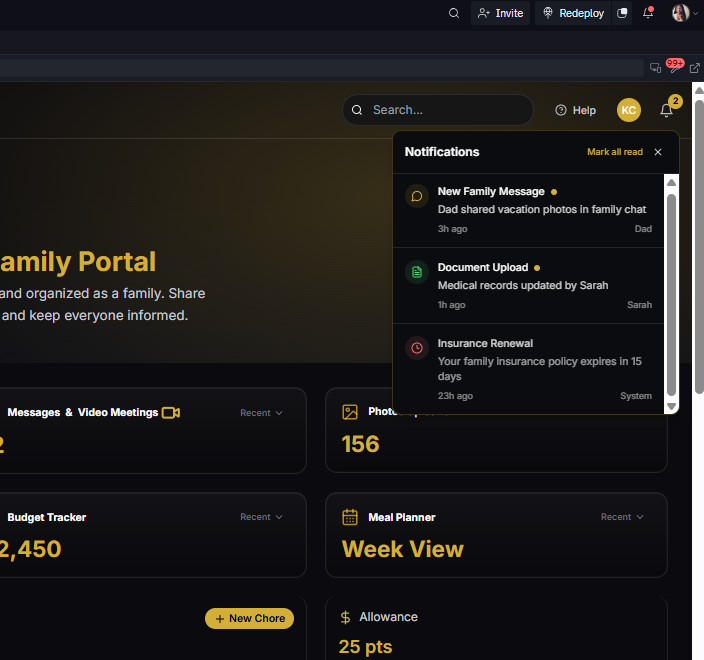 Invite
Redeploy
99+
Search...
Help
KC
2
Notifications
Mark all read
New Family Message
Dad shared vacation photos in family chat
3h ago
Dad
Document Upload
Medical records updated by Sarah
1h ago
Sarah
Insurance Renewal
Your family insurance policy expires in 15
days
23h ago
System
amily Portal
and organized as a family. Share
and keep everyone informed.
Messages & Video Meetings
Recent
2
156
Budget Tracker
Recent
2,450
Meal Planner
Recent
Week View
New Chore
Allowance
25 pts